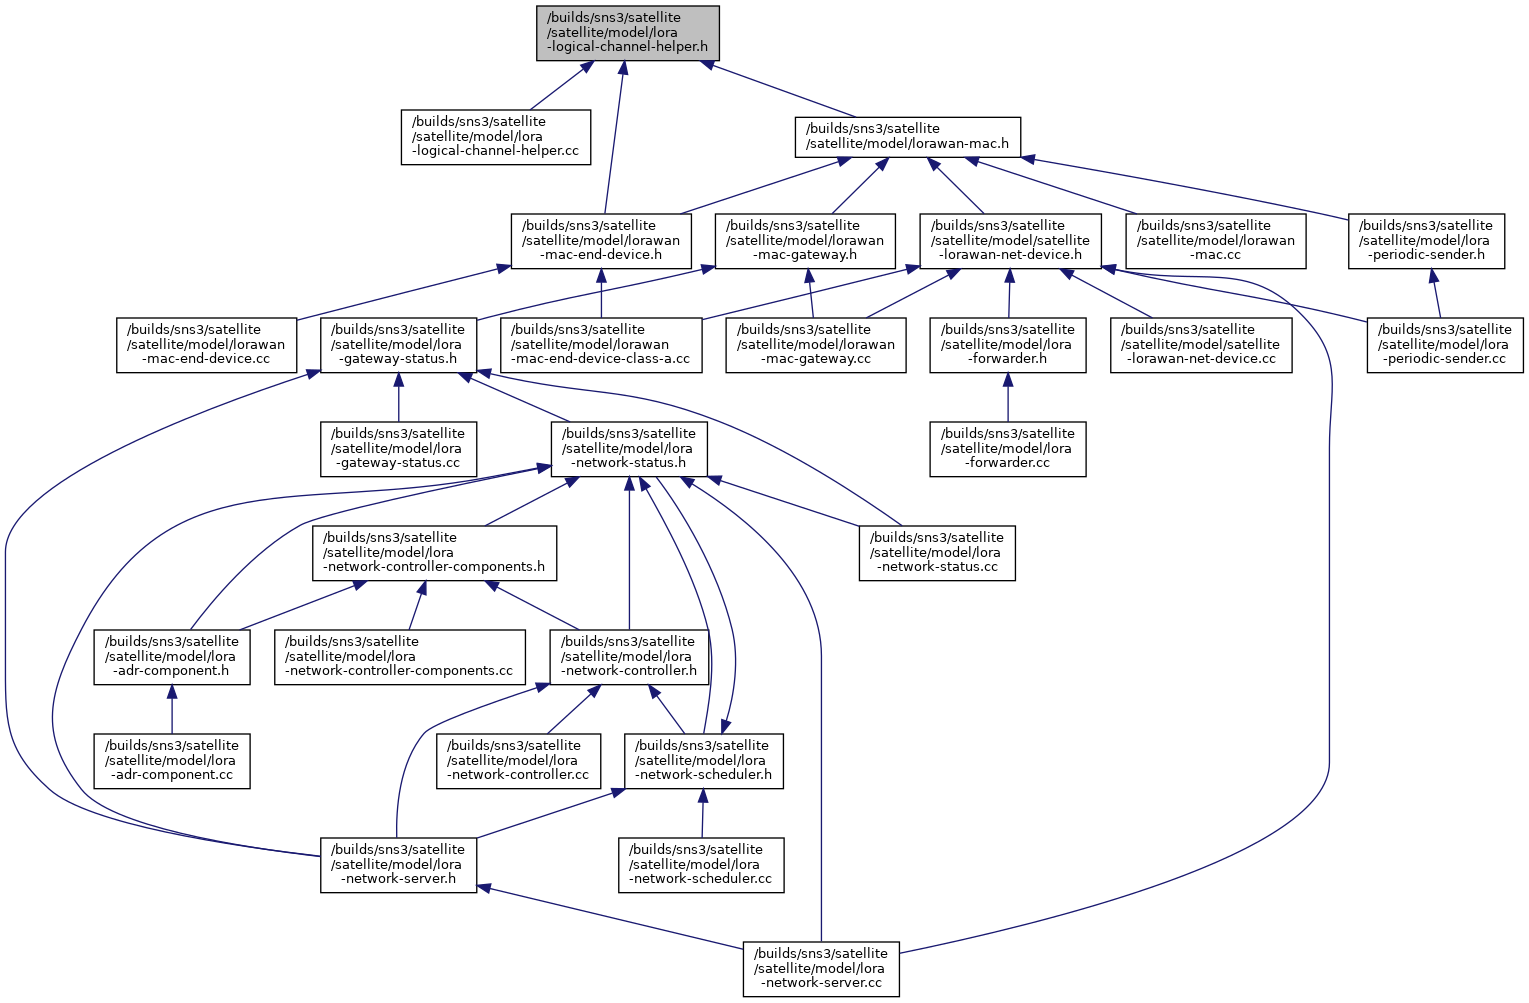 /builds/sns3/satellite
/satellite/model/lora
-logical-channel-helper.h
/builds/sns3/satellite
/satellite/model/lora
-logical-channel-helper.cc
/builds/sns3/satellite
/satellite/model/lorawan-mac.h
/builds/sns3/satellite
/satellite/model/lorawan
-mac-end-device.h
/builds/sns3/satellite
/satellite/model/lorawan
-mac-gateway.h
/builds/sns3/satellite
/satellite/model/satellite
-lorawan-net-device.h
/builds/sns3/satellite
/satellite/model/lorawan
-mac.cc
/builds/sns3/satellite
/satellite/model/lora
-periodic-sender.h
/builds/sns3/satellite
/satellite/model/lorawan
-mac-end-device.cc
/builds/sns3/satellite
/satellite/model/lora
-gateway-status.h
/builds/sns3/satellite
/satellite/model/lorawan
-mac-end-device-class-a.cc
/builds/sns3/satellite
/satellite/model/lorawan
-mac-gateway.cc
/builds/sns3/satellite
/satellite/model/lora
-forwarder.h
/builds/sns3/satellite
/satellite/model/satellite
-lorawan-net-device.cc
/builds/sns3/satellite
/satellite/model/lora
-periodic-sender.cc
/builds/sns3/satellite
/satellite/model/lora
-gateway-status.cc
/builds/sns3/satellite
/satellite/model/lora
-network-status.h
/builds/sns3/satellite
/satellite/model/lora
-forwarder.cc
/builds/sns3/satellite
/satellite/model/lora
-network-controller-components.h
/builds/sns3/satellite
/satellite/model/lora
-network-status.cc
/builds/sns3/satellite
/satellite/model/lora
-adr-component.h
/builds/sns3/satellite
/satellite/model/lora
-network-controller-components.cc
/builds/sns3/satellite
/satellite/model/lora
-network-controller.h
/builds/sns3/satellite
/satellite/model/lora
-adr-component.cc
/builds/sns3/satellite
/satellite/model/lora
-network-controller.cc
/builds/sns3/satellite
/satellite/model/lora
-network-scheduler.h
/builds/sns3/satellite
/satellite/model/lora
-network-server.h
/builds/sns3/satellite
/satellite/model/lora
-network-scheduler.cc
/builds/sns3/satellite
/satellite/model/lora
-network-server.cc